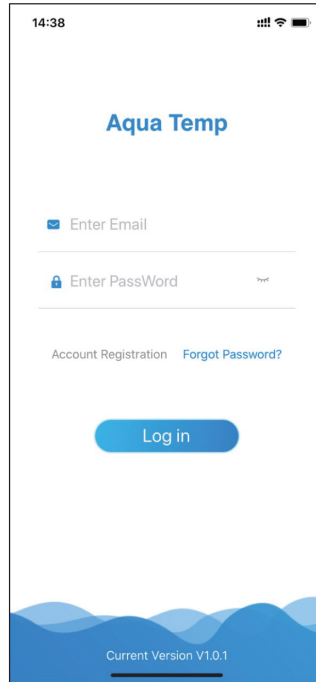 14:38
Aqua Temp
Enter Email
Enter PassWord
Account Registration Forgot Password?
Log in
Current Version V1.0.1